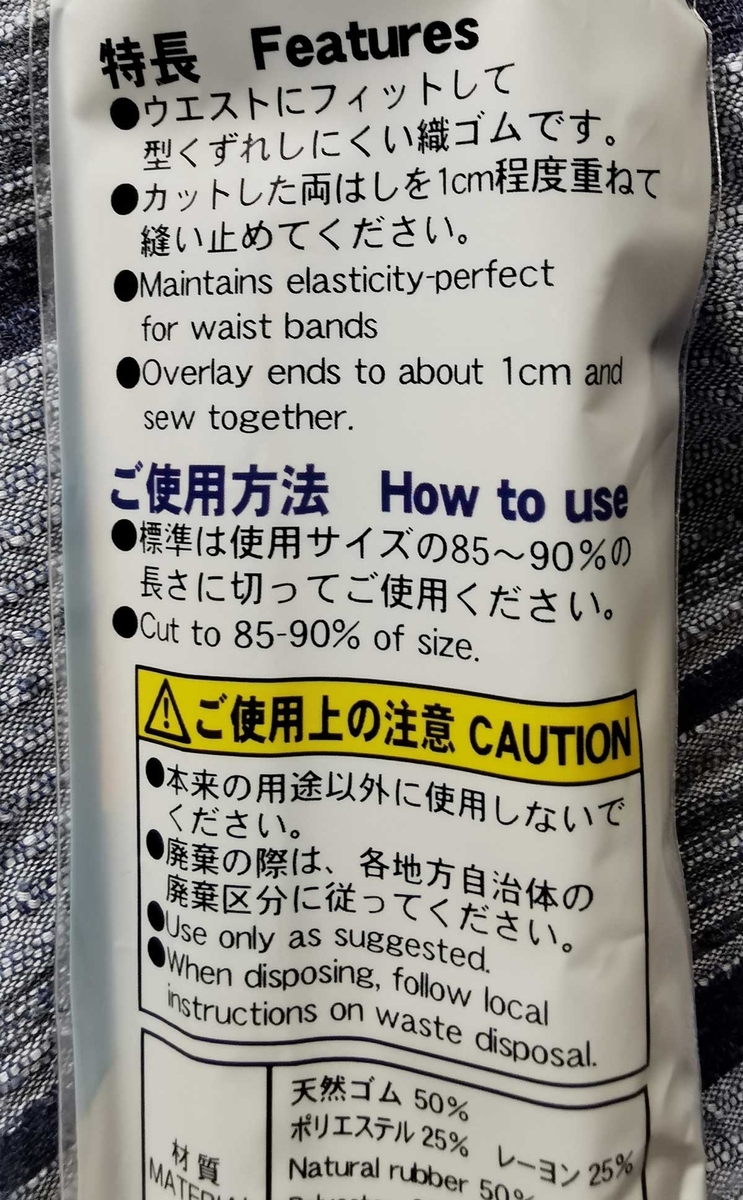 特長 Features
●ウエストにフィットして
型くずれしにくい織ゴムです。
●カットした両はしを1cm程度重ねて
縫い止めてください。
●Maintains elasticity-perfect
for waist bands
●Overlay ends to about 1cm and
sew together.
ご使用方法 How to use
●標準は使用サイズの85～90%の
長さに切ってご使用ください。
●Cut to 85-90% of size.
⚠ご使用上の注意 CAUTION
●本来の用途以外に使用しないで
ください。
●廃棄の際は、各地方自治体の
廃棄区分に従ってください。
●Use only as suggested.
●When disposing, follow local
instructions on waste disposal.
材質
天然ゴム 50%
ポリエステル 25% レーヨン 25%
Natural rubber 50%